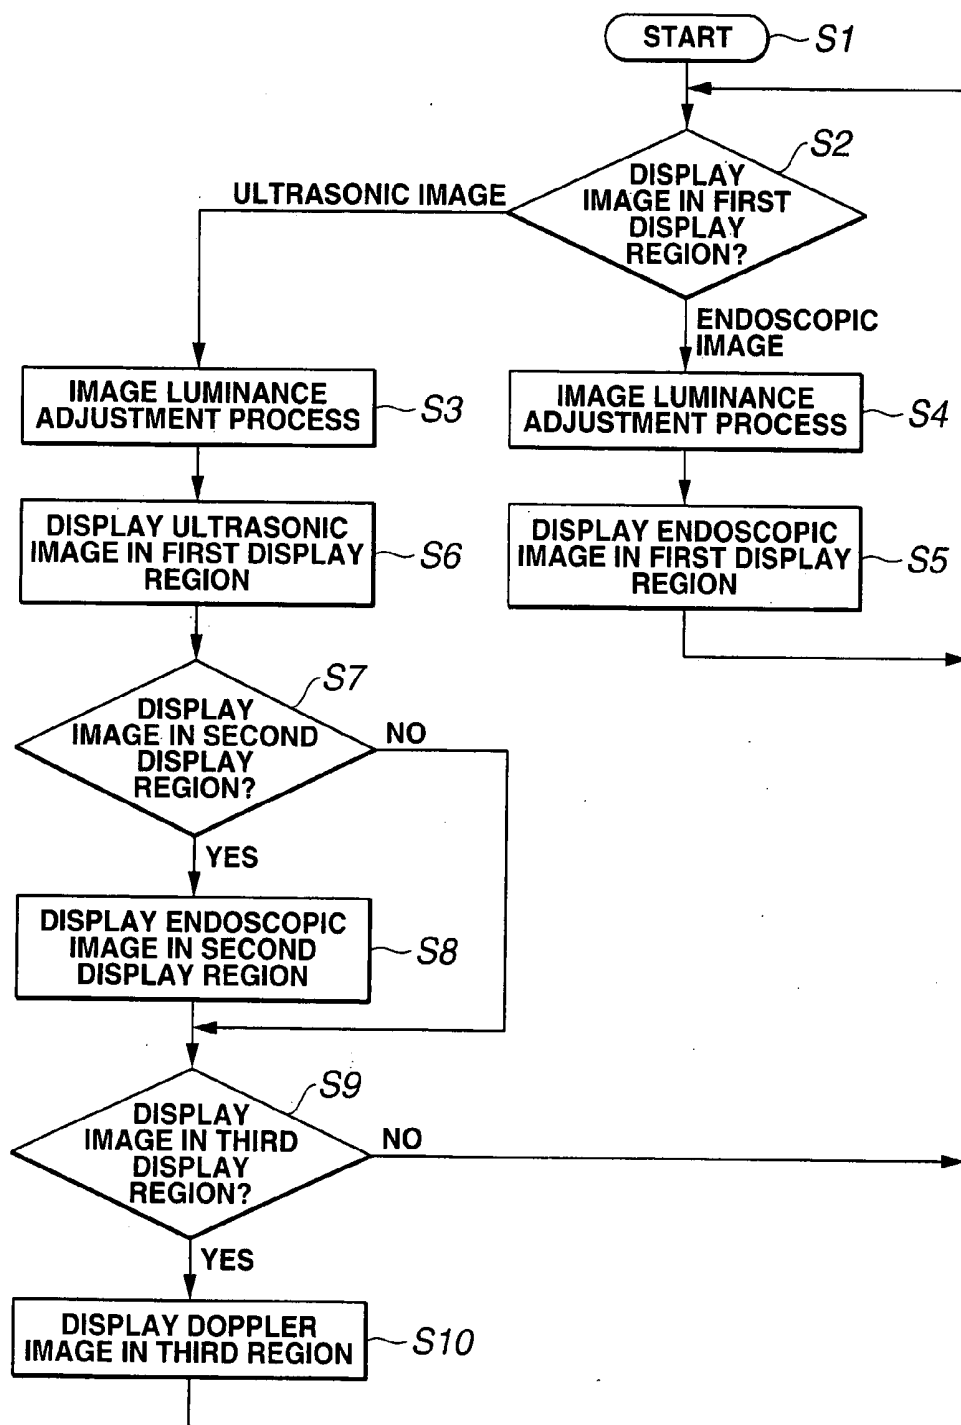 START
S1
S2
DISPLAY
IMAGE IN FIRST
DISPLAY
REGION?
ULTRASONIC IMAGE
ENDOSCOPIC
IMAGE
IMAGE LUMINANCE
ADJUSTMENT PROCESS
S3
IMAGE LUMINANCE
ADJUSTMENT PROCESS
S4
DISPLAY ULTRASONIC
IMAGE IN FIRST DISPLAY
REGION
S6
DISPLAY ENDOSCOPIC
IMAGE IN FIRST DISPLAY
REGION
S5
S7
DISPLAY
IMAGE IN SECOND
DISPLAY
REGION?
NO
YES
DISPLAY ENDOSCOPIC
IMAGE IN SECOND
DISPLAY REGION
S8
S9
DISPLAY
IMAGE IN THIRD
DISPLAY
REGION?
NO
YES
DISPLAY DOPPLER
IMAGE IN THIRD REGION
S10